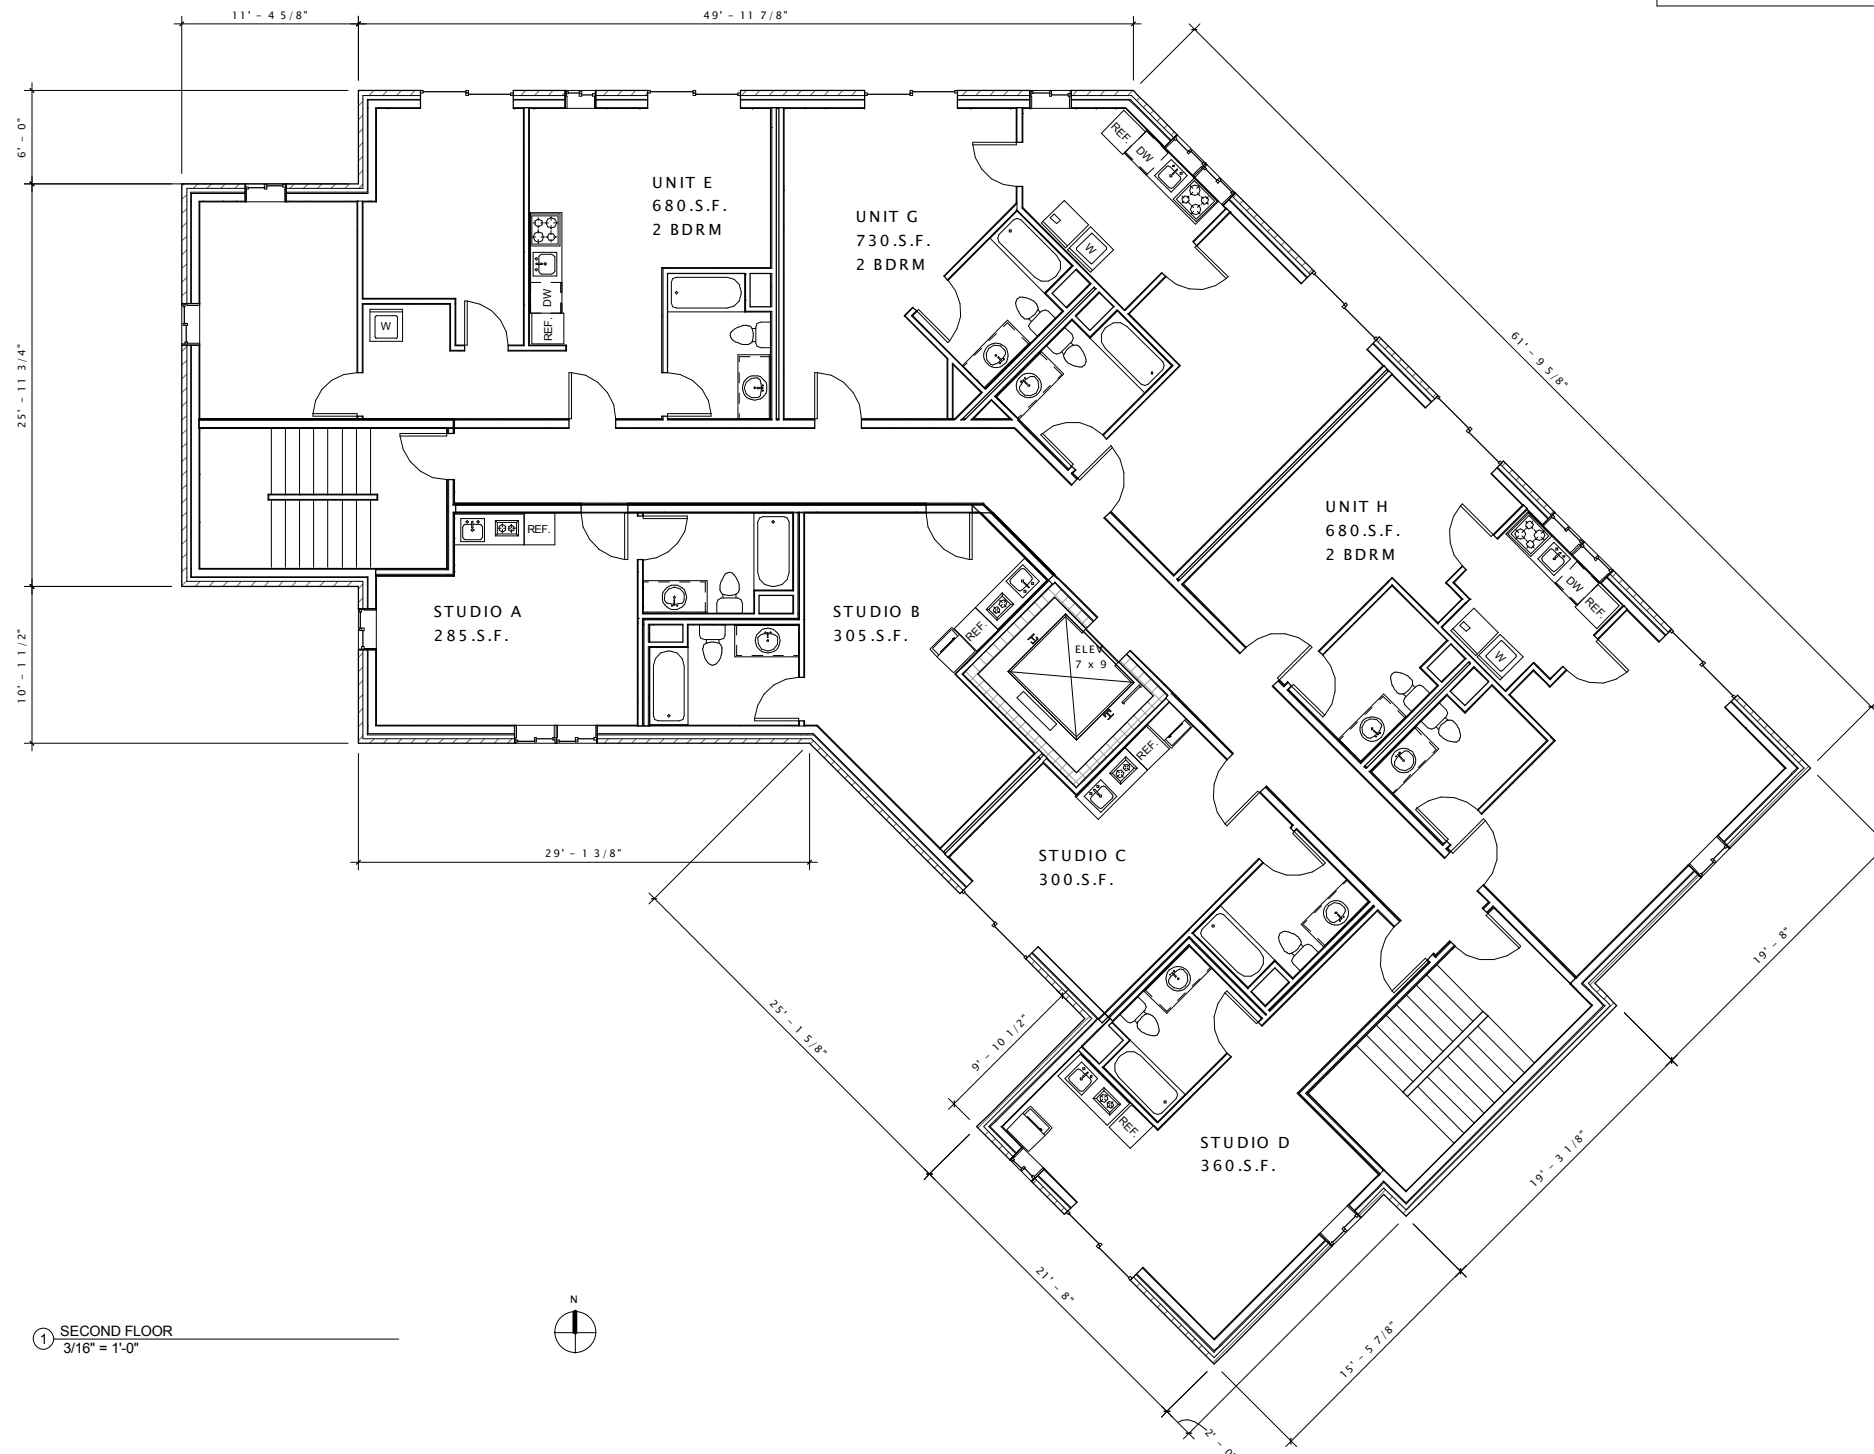 11' - 4 5/8"
49' - 11 7/8"
6' - 0"
25' - 11 3/4"
10' - 1 1/2"
61' - 9 5/8"
UNIT E
680.S.F.
2 BDRM
UNIT G
730.S.F.
2 BDRM
REF.
DW
W
W
DW
REF.
UNIT H
680.S.F.
2 BDRM
DW
REF.
W
REF.
STUDIO A
285.S.F.
STUDIO B
305.S.F.
REF.
ELEV
7 x 9
REF.
29' - 1 3/8"
STUDIO C
300.S.F.
25' - 1 5/8"
9' - 10 1/2"
19' - 8"
REF.
STUDIO D
360.S.F.
19' - 3 1/8"
21' - 8"
15' - 5 7/8"
N
1
SECOND FLOOR
3/16" = 1'-0"